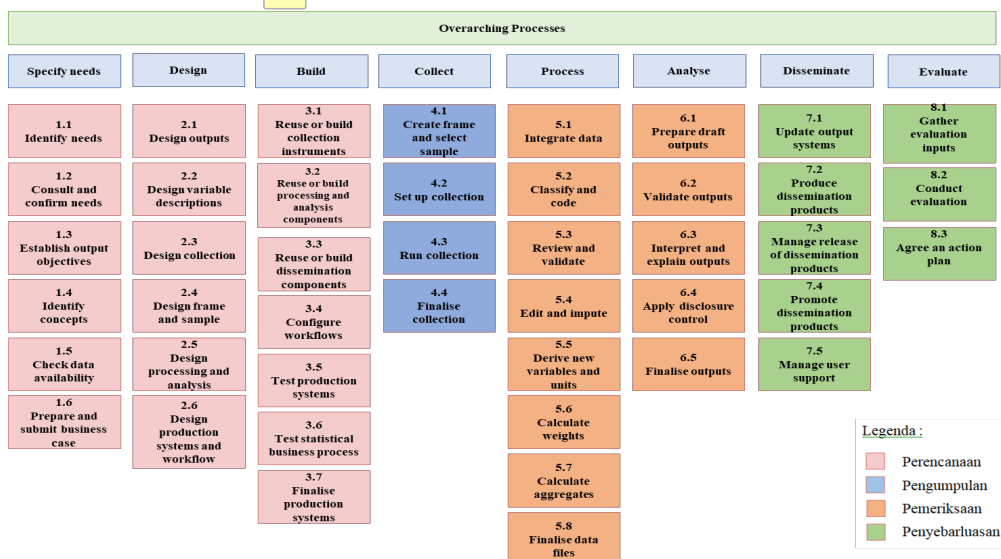 Overarching Processes
Specify needs
Design
Build
Collect
Process
Analyse
Disseminate
Evaluate
1.1
Identify needs
1.2
Consult and
confirm needs
1.3
Establish output
objectives
1.4
Identify
concepts
1.5
Check data
availability
1.6
Prepare and
submit business
case
2.1
Design outputs
2.2
Design variable
descriptions
2.3
Design collection
2.4
Design frame
and sample
2.5
Design
processing and
analysis
2.6
Design
production
systems and
workflow
3.1
Reuse or build
collection
instruments
3.2
Reuse or build
processing and
analysis
components
3.3
Reuse or build
dissemination
components
3.4
Configure
workflows
3.5
Test production
systems
3.6
Test statistical
business process
3.7
Finalise
production
systems
4.1
Create frame
and select
sample
4.2
Set up collection
4.3
Run collection
4.4
Finalise
collection
5.1
Integrate data
5.2
Classify and
code
5.3
Review and
validate
5.4
Edit and impute
5.5
Derive new
variables and
units
5.6
Calculate
weights
5.7
Calculate
aggregates
5.8
Finalise data
files
6.1
Prepare draft
outputs
6.2
Validate outputs
6.3
Interpret and
explain outputs
6.4
Apply disclosure
control
6.5
Finalise outputs
7.1
Update output
systems
7.2
Produce
dissemination
products
7.3
Manage release
of dissemination
products
7.4
Promote
dissemination
products
7.5
Manage user
support
8.1
Gather
evaluation
inputs
8.2
Conduct
evaluation
8.3
Agree an action
plan
Legenda :
Perencanaan
Pengumpulan
Pemeriksaan
Penyebarluasan